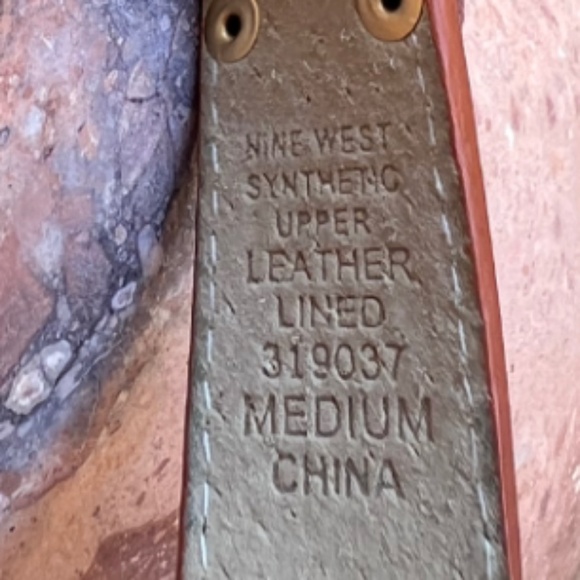 NINE WEST
SYNTHETIC
UPPER
LEATHER
LINED
319037
MEDIUM
CHINA